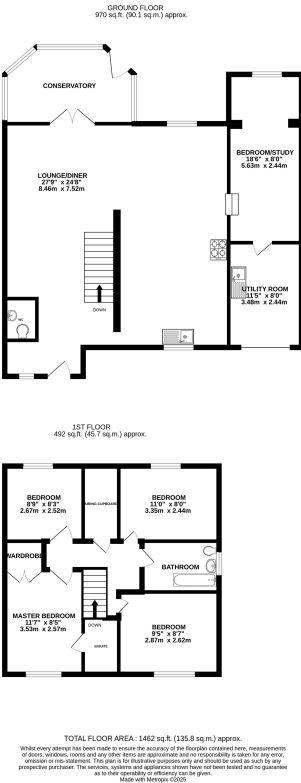 GROUND FLOOR
970 sq.ft. (90.1 sq.m.) approx.
CONSERVATORY
BEDROOM/STUDY
18'6" x 8'0"
5.63m x 2.44m
LOUNGE/DINER
27'9" x 24'8"
8.46m x 7.52m
DOWN
WC
UTILITY ROOM
11'5" x 8'0"
3.48m x 2.44m
1ST FLOOR
492 sq.ft. (45.7 sq.m.) approx.
BEDROOM
8'9" x 8'3"
2.67m x 2.52m
AIRING CUPBOARD
BEDROOM
11'0" x 8'0"
3.35m x 2.44m
WARDROBE
BATHROOM
MASTER BEDROOM
11'7" x 8'5"
3.53m x 2.57m
DOWN
ENSUITE
BEDROOM
9'5" x 8'7"
2.87m x 2.62m
TOTAL FLOOR AREA : 1462 sq.ft. (135.8 sq.m.) approx.
Whilst every attempt has been made to ensure the accuracy of the floorplan contained here, measurements
of doors, windows, rooms and any other items are approximate and no responsibility is taken for any error,
omission or mis-statement. This plan is for illustrative purposes only and should be used as such by any
prospective purchaser. The services, systems and appliances shown have not been tested and no guarantee
as to their operability or efficiency can be given.
Made with Metropix ©2025